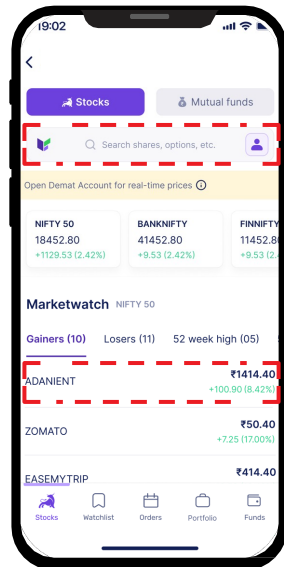 19:02
Stocks
Mutual funds
Search shares, options, etc.
Open Demat Account for real-time prices
NIFTY 50 BANKNIFTY FINNIFTY
18452.80 41452.80 11452.8
+1129.53 (2.42%) +9.53 (2.42%) +9.53 (2.
Marketwatch NIFTY 50
Gainers (10) Losers (11) 52 week high (05)
ADANIENT ₹1414.40
+100.90 (8.42%)
ZOMATO ₹50.40
+7.25 (17.00%)
EASEMYTRIP ₹414.40
Stocks Watchlist Orders Portfolio Funds